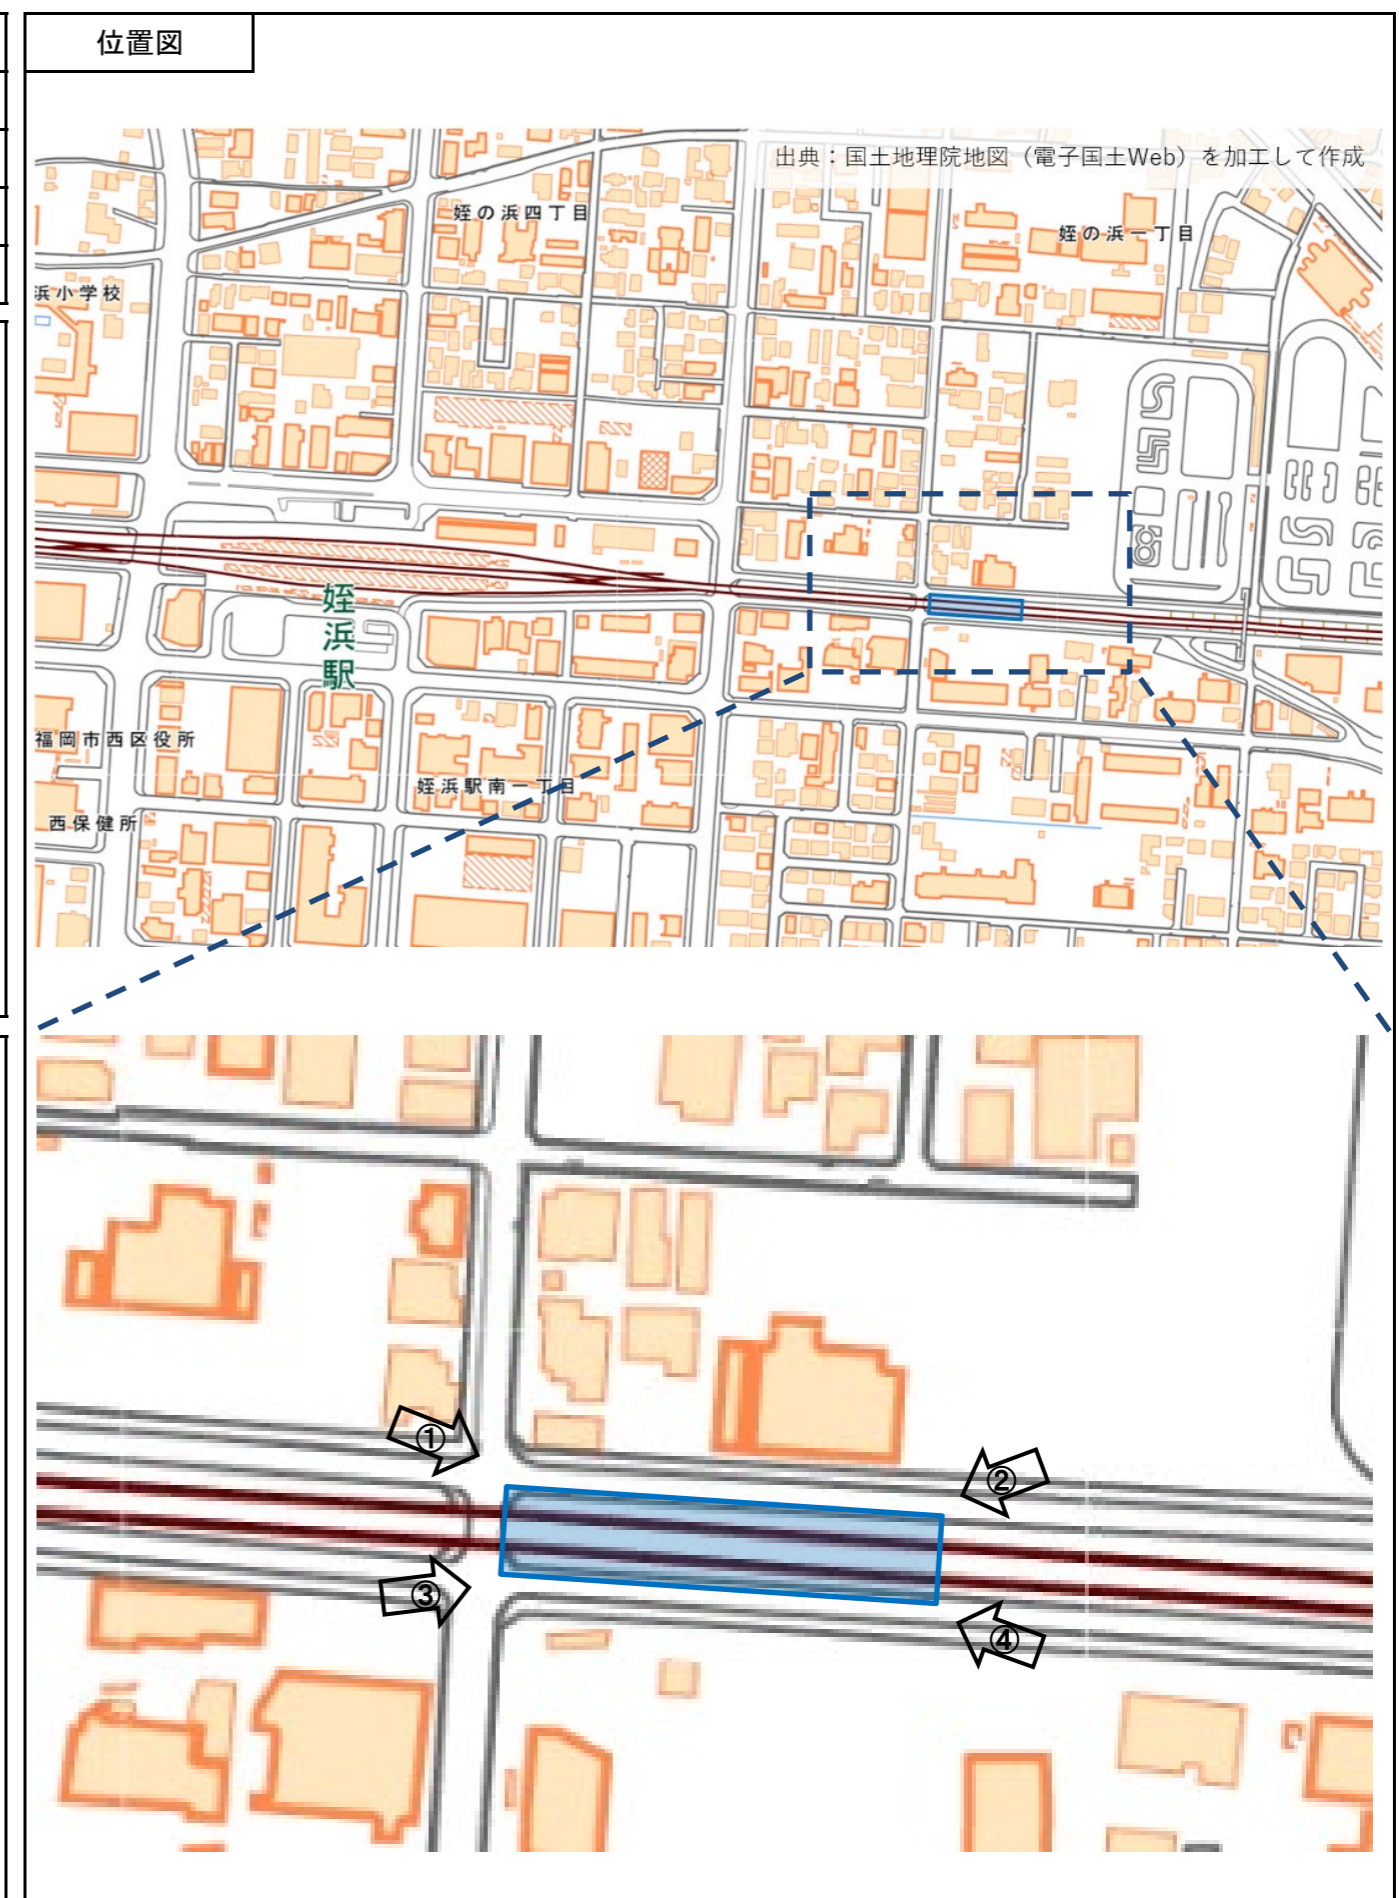 位置図
出典：国土地理院地図（電子国土Web）を加工して作成
姪の浜四丁目
姪の浜一丁目
浜小学校
姪浜駅
福岡市西区役所
姪浜駅南一丁目
西保健所
①
②
③
④